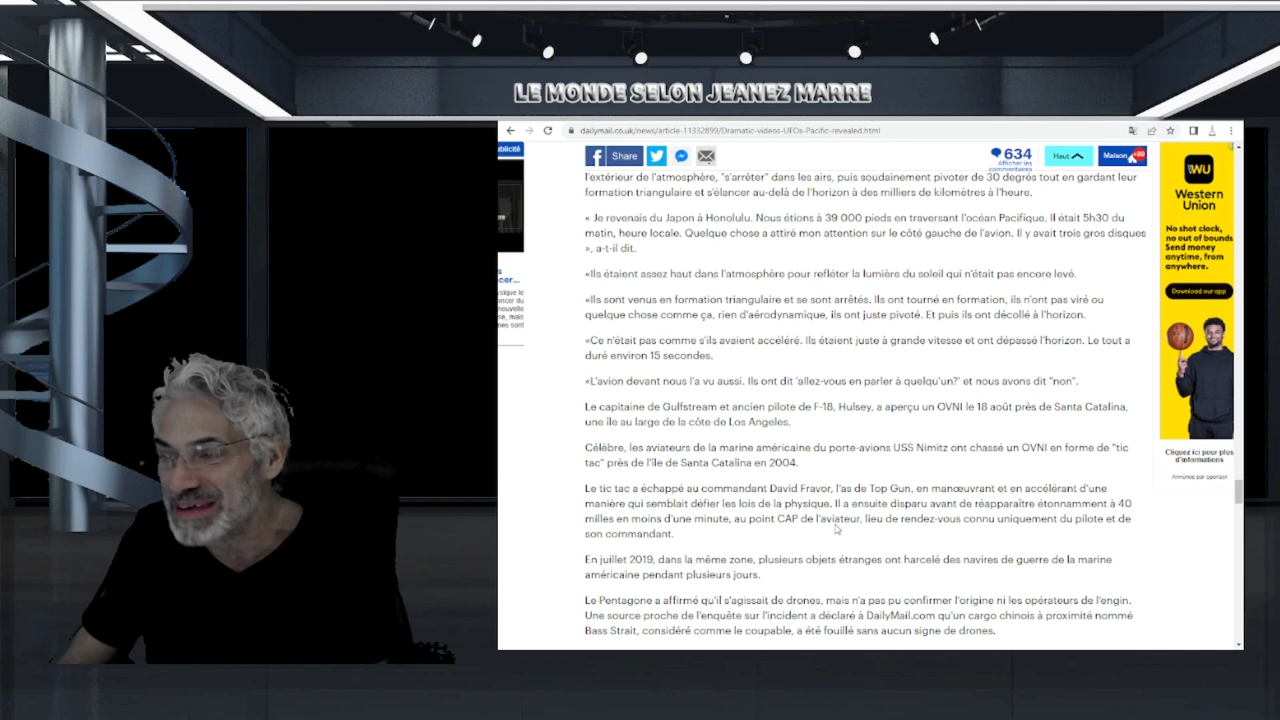 LE MONDE SELON JEANEZ MARRE
dailymail.co.uk/news/article-11332899/Dramatic-videos-UFOs-Pacific-revealed.html
ublicité
Share
634
Afficher les
commentaires
Haut
Maison
+99
l'extérieur de l'atmosphère, "s'arrêter" dans les airs, puis soudainement pivoter de 30 degrés tout en gardant leur
formation triangulaire et s'élancer au-delà de l'horizon à des milliers de kilomètres à l'heure.
« Je revenais du Japon à Honolulu. Nous étions à 39 000 pieds en traversant l'océan Pacifique. Il était 5h30 du
matin, heure locale. Quelque chose a attiré mon attention sur le côté gauche de l'avion. Il y avait trois gros disques
», a-t-il dit.
«Ils étaient assez haut dans l'atmosphère pour refléter la lumière du soleil qui n'était pas encore levé.
«Ils sont venus en formation triangulaire et se sont arrêtés. Ils ont tourné en formation, ils n'ont pas viré ou
quelque chose comme ça, rien d'aérodynamique, ils ont juste pivoté. Et puis ils ont décollé à l'horizon.
«Ce n'était pas comme s'ils avaient accéléré. Ils étaient juste à grande vitesse et ont dépassé l'horizon. Le tout a
duré environ 15 secondes.
«L'avion devant nous l'a vu aussi. Ils ont dit 'allez-vous en parler à quelqu'un?' et nous avons dit "non".
Le capitaine de Gulfstream et ancien pilote de F-18, Hulsey, a aperçu un OVNI le 18 août près de Santa Catalina,
une île au large de la côte de Los Angeles.
Célèbre, les aviateurs de la marine américaine du porte-avions USS Nimitz ont chassé un OVNI en forme de "tic
tac" près de l'île de Santa Catalina en 2004.
Le tic tac a échappé au commandant David Fravor, l'as de Top Gun, en manœuvrant et en accélérant d'une
manière qui semblait défier les lois de la physique. Il a ensuite disparu avant de réapparaître étonnamment à 40
milles en moins d'une minute, au point CAP de l'aviateur, lieu de rendez-vous connu uniquement du pilote et de
son commandant.
En juillet 2019, dans la même zone, plusieurs objets étranges ont harcelé des navires de guerre de la marine
américaine pendant plusieurs jours.
Le Pentagone a affirmé qu'il s'agissait de drones, mais n'a pas pu confirmer l'origine ni les opérateurs de l'engin.
Une source proche de l'enquête sur l'incident a déclaré à DailyMail.com qu'un cargo chinois à proximité nommé
Bass Strait, considéré comme le coupable, a été fouillé sans aucun signe de drones.
cer...
ysique le
ncer du
nouvelle
se, mais
nes sont
WU
Western
Union
No shot clock,
no out of bounds
Send money
anytime, from
anywhere.
Download our app
Cliquez ici pour plus
d'informations
Annonce par sponsor